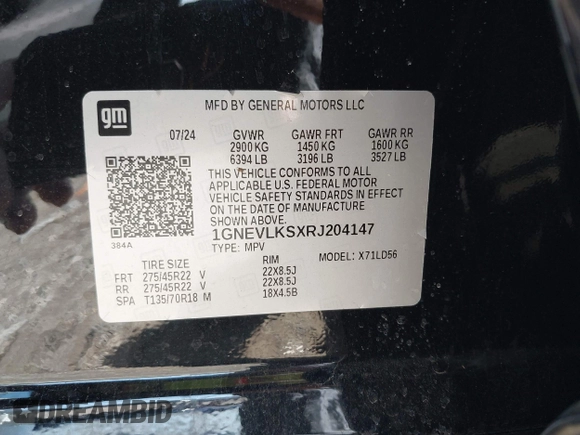 gm
MFD BY GENERAL MOTORS LLC
07/24 GVWR GAWR FRT GAWR RR
2900 KG 1450 KG 1600 KG
6394 LB 3196 LB 3527 LB
THIS VEHICLE CONFORMS TO ALL
APPLICABLE U.S. FEDERAL MOTOR
VEHICLE SAFETY STANDARDS IN EFFECT
ON THE DATE OF MANUFACTURE
SHOWN ABOVE.
384A
1GNEVLKSXRJ204147
TYPE: MPV MODEL: X71LD56
TIRE SIZE RIM
FRT 275/45R22 V 22X8.5J
RR 275/45R22 V 22X8.5J
SPA T135/70R18 M 18X4.5B
DREAMBID